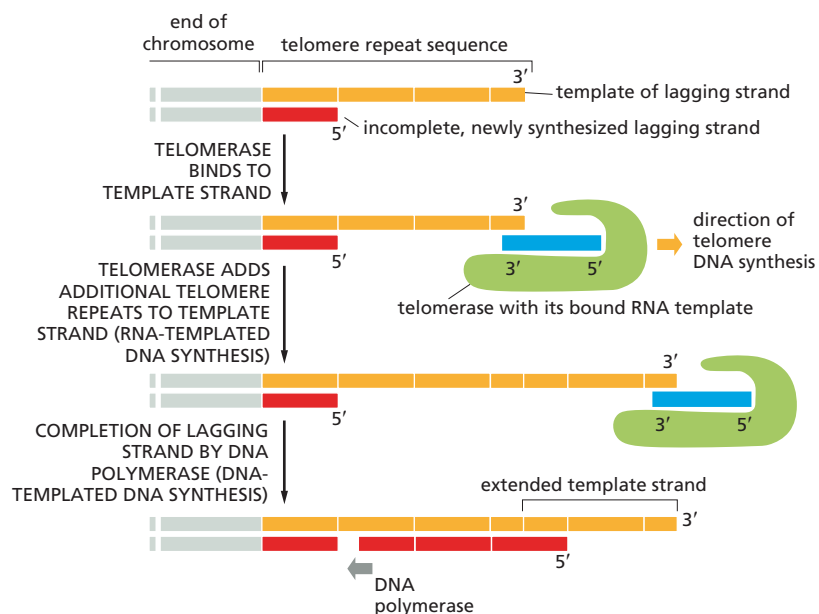 end of
chromosome
telomere repeat sequence
3′
template of lagging strand
incomplete, newly synthesized lagging strand
5′
TELOMERASE
BINDS TO
TEMPLATE STRAND
3′
5′
3′
5′
direction of
telomere
DNA synthesis
telomerase with its bound RNA template
TELOMERASE ADDS
ADDITIONAL TELOMERE
REPEATS TO TEMPLATE
STRAND (RNA-TEMPLATED
DNA SYNTHESIS)
3′
5′
3′
5′
COMPLETION OF LAGGING
STRAND BY DNA
POLYMERASE (DNA-
TEMPLATED DNA SYNTHESIS)
extended template strand
3′
5′
DNA
polymerase